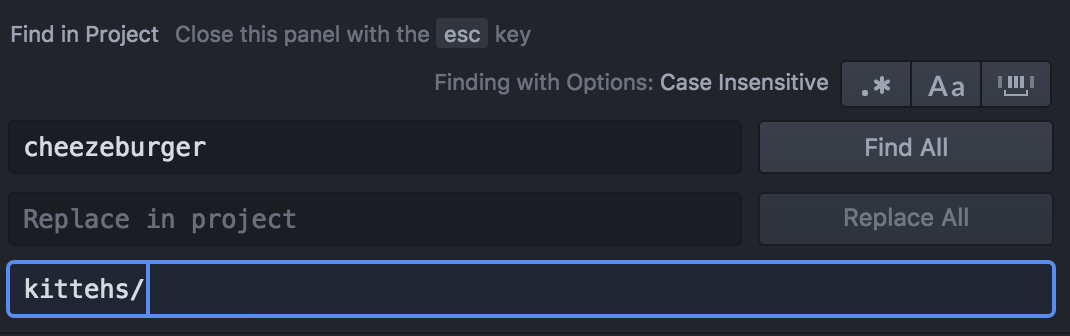 Find in Project Close this panel with the esc key
Finding with Options: Case Insensitive .* Aa
cheezeburger Find All
Replace in project Replace All
kittehs/